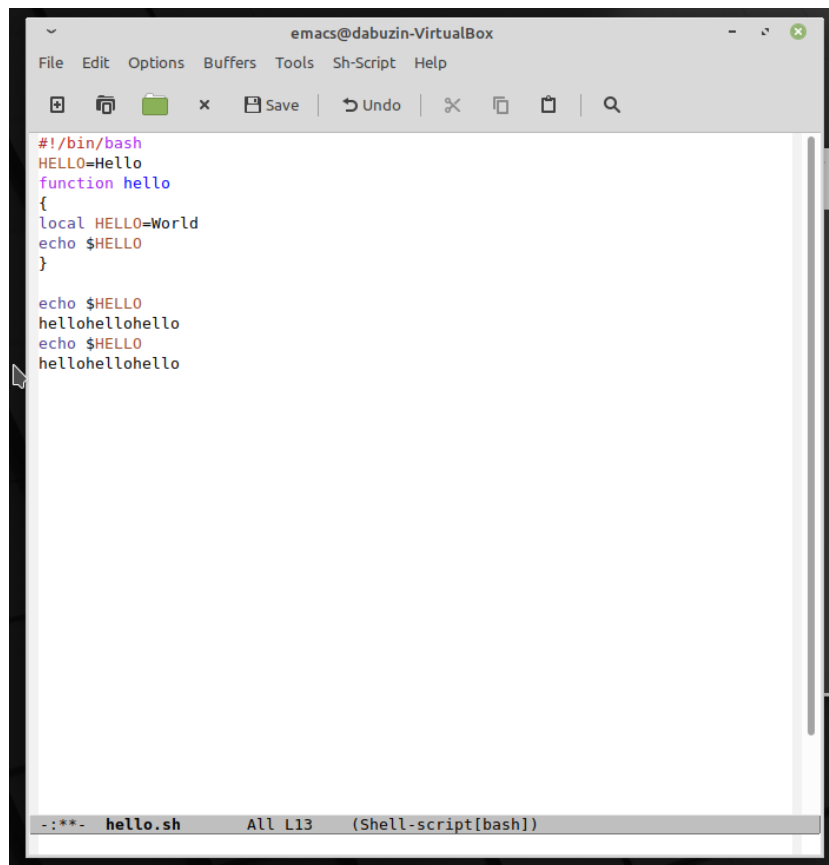 emacs@dabuzin-VirtualBox
File Edit Options Buffers Tools Sh-Script Help
Save Undo
#!/bin/bash
HELLO=Hello
function hello
{
local HELLO=World
echo $HELLO
}
echo $HELLO
hellohellohello
echo $HELLO
hellohellohello
-:**- hello.sh All L13 (Shell-script[bash])